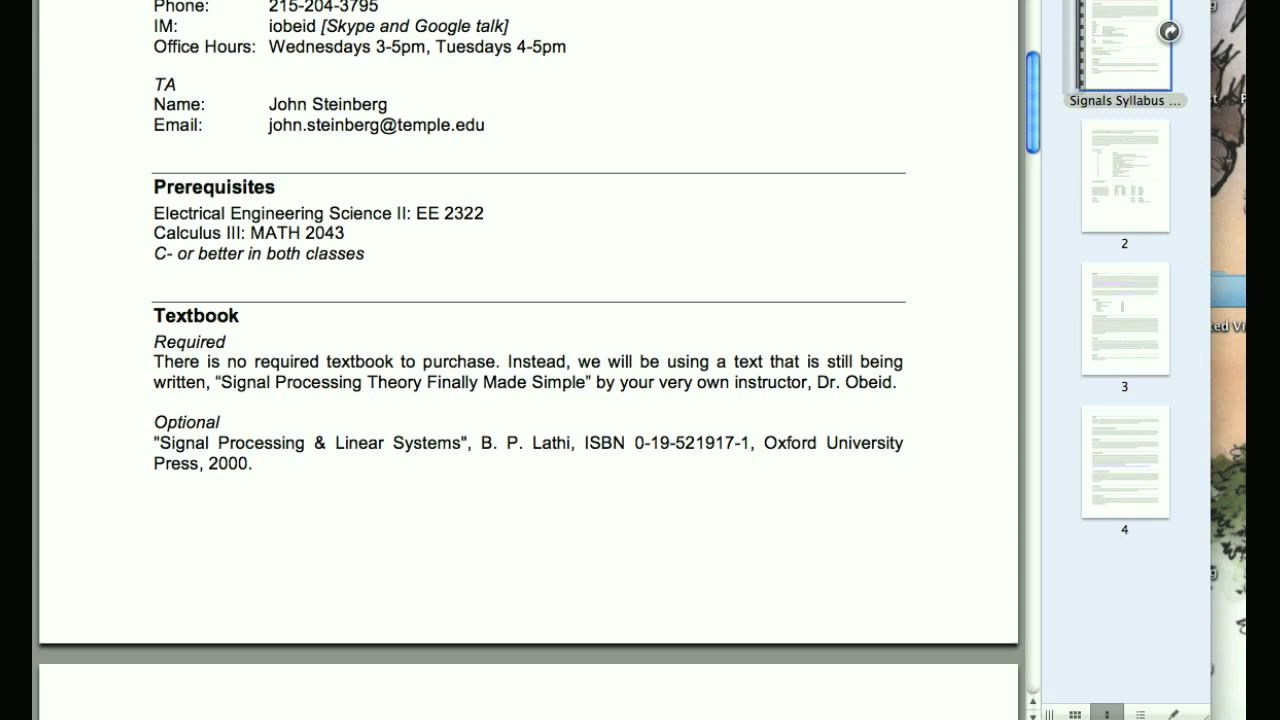 Phone: 215-204-3795
IM: iobeid [Skype and Google talk]
Office Hours: Wednesdays 3-5pm, Tuesdays 4-5pm
TA
Name: John Steinberg
Email: john.steinberg@temple.edu
Prerequisites
Electrical Engineering Science II: EE 2322
Calculus III: MATH 2043
C- or better in both classes
Textbook
Required
There is no required textbook to purchase. Instead, we will be using a text that is still being
written, “Signal Processing Theory Finally Made Simple” by your very own instructor, Dr. Obeid.
Optional
"Signal Processing & Linear Systems", B. P. Lathi, ISBN 0-19-521917-1, Oxford University
Press, 2000.
Signals Syllabus ...
2
3
4